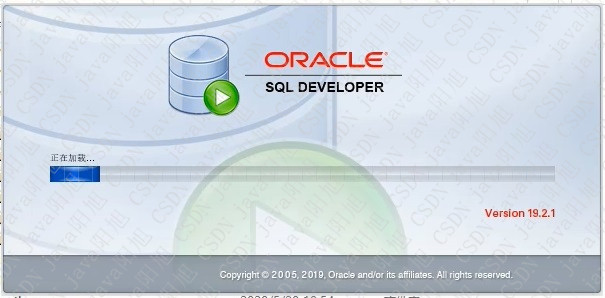 ORACLE
SQL DEVELOPER
正在加载...
Version 19.2.1
Copyright © 2005, 2019, Oracle and/or its affiliates. All rights reserved.